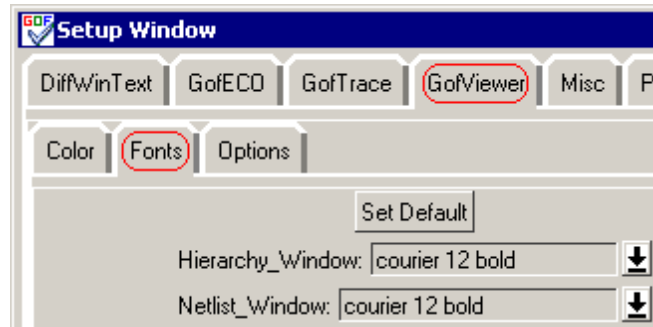 GOF Setup Window
DiffWinText GofECO GofTrace GofViewer Misc P
Color Fonts Options
Set Default
Hierarchy_Window: courier 12 bold
Netlist_Window: courier 12 bold